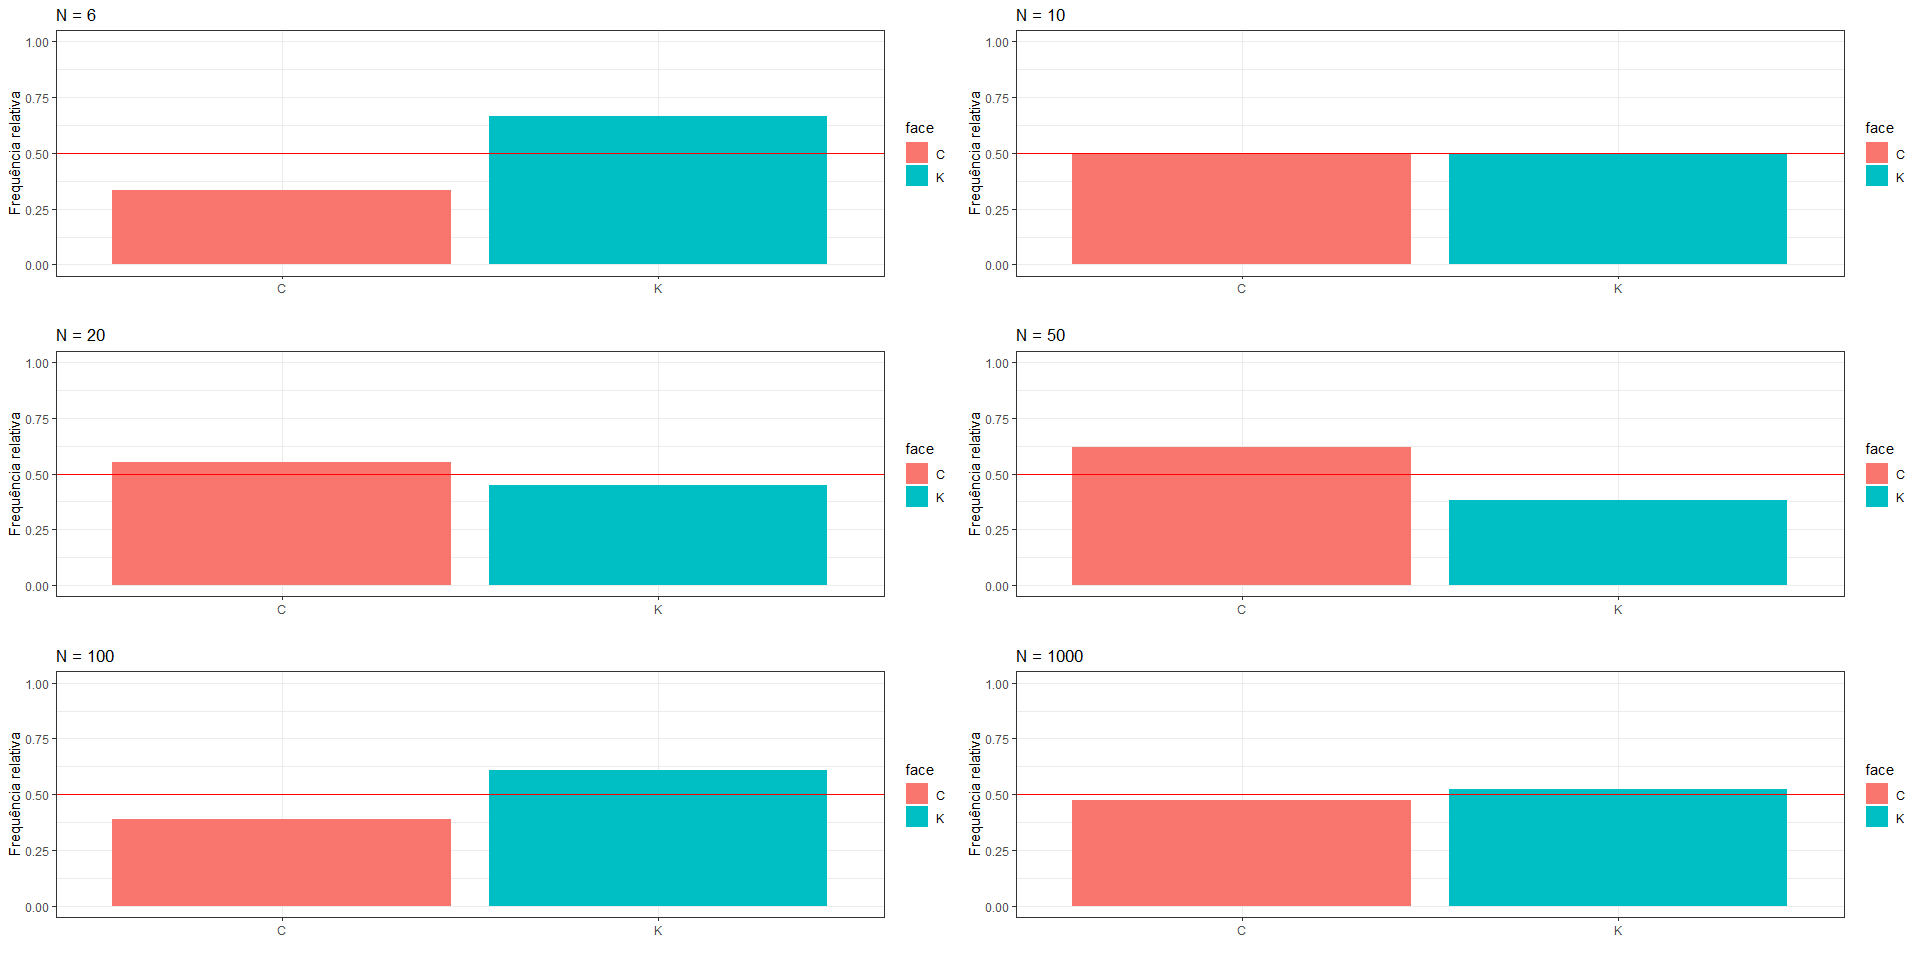 N = 6
Frequência relativa
1.00
0.75
0.50
0.25
0.00
C
K
face
C
K
N = 10
Frequência relativa
1.00
0.75
0.50
0.25
0.00
C
K
face
C
K
N = 20
Frequência relativa
1.00
0.75
0.50
0.25
0.00
C
K
face
C
K
N = 50
Frequência relativa
1.00
0.75
0.50
0.25
0.00
C
K
face
C
K
N = 100
Frequência relativa
1.00
0.75
0.50
0.25
0.00
C
K
face
C
K
N = 1000
Frequência relativa
1.00
0.75
0.50
0.25
0.00
C
K
face
C
K